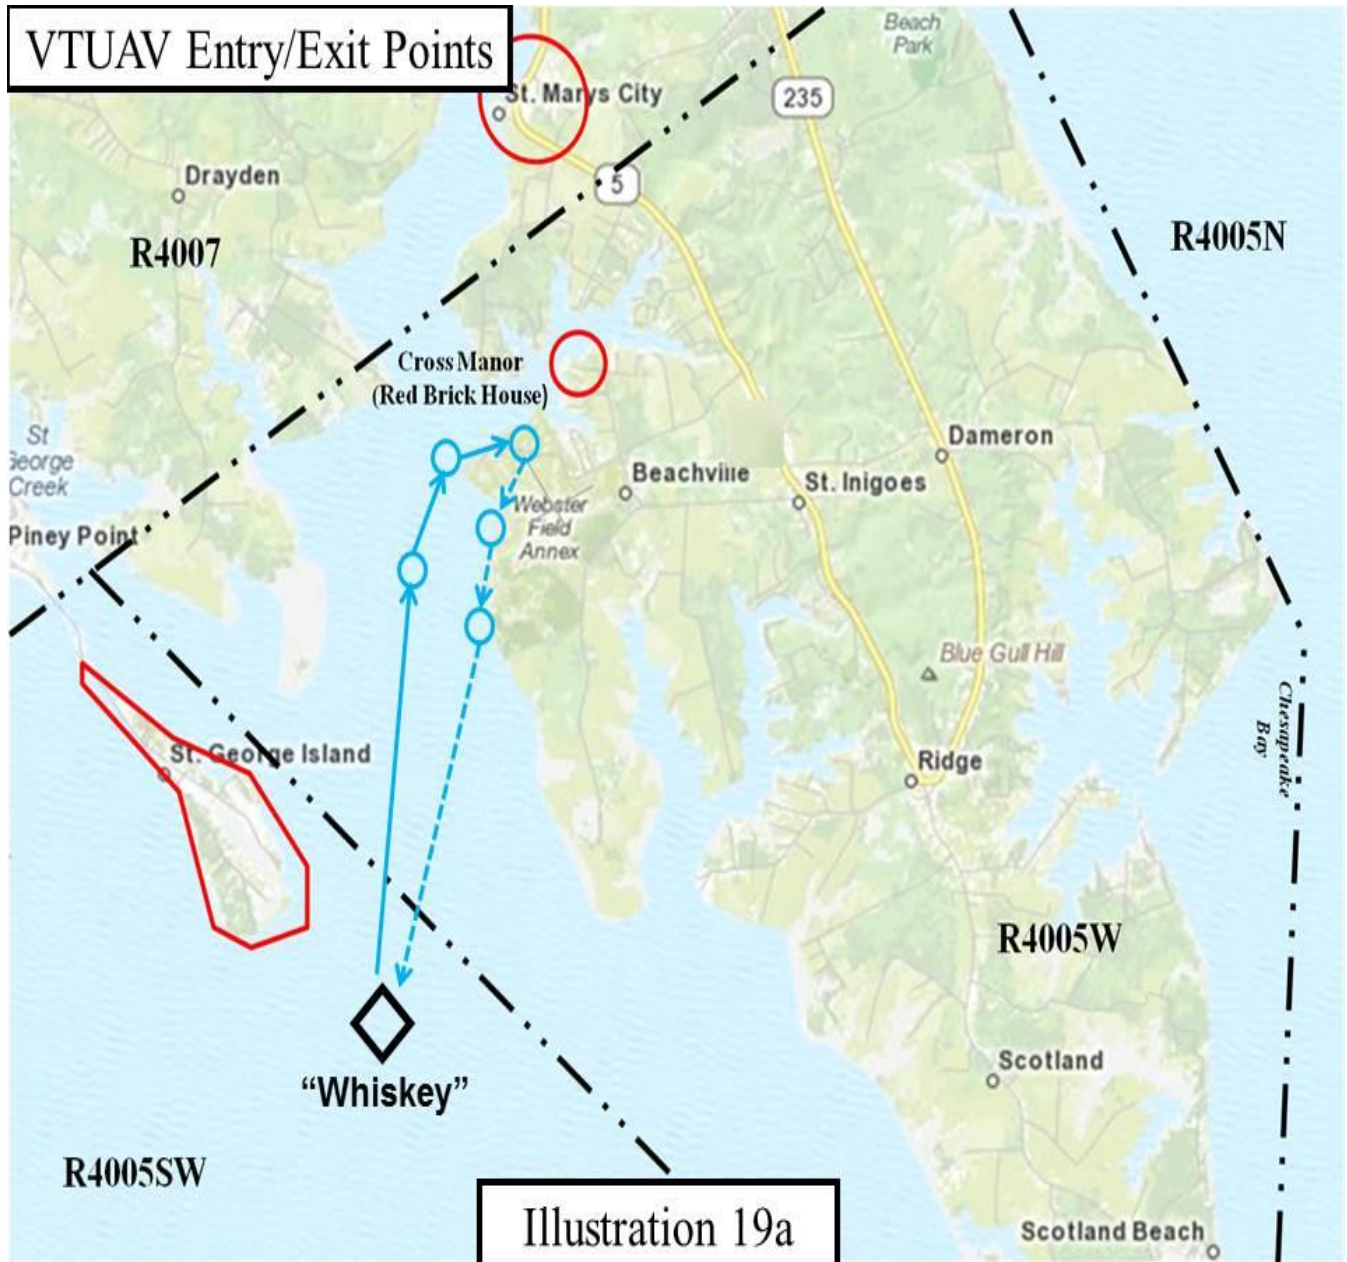 VTUAV Entry/Exit Points
Beach
Park
St. Marys City
235
Drayden
5
R4007
R4005N
Cross Manor
(Red Brick House)
St
George
Creek
Dameron
Beachville
St. Inigoes
Webster
Field
Annex
Piney Point
Blue Gull Hill
Chesapeake
Bay
St. George Island
Ridge
R4005W
Scotland
"Whiskey"
R4005SW
Illustration 19a
Scotland Beach